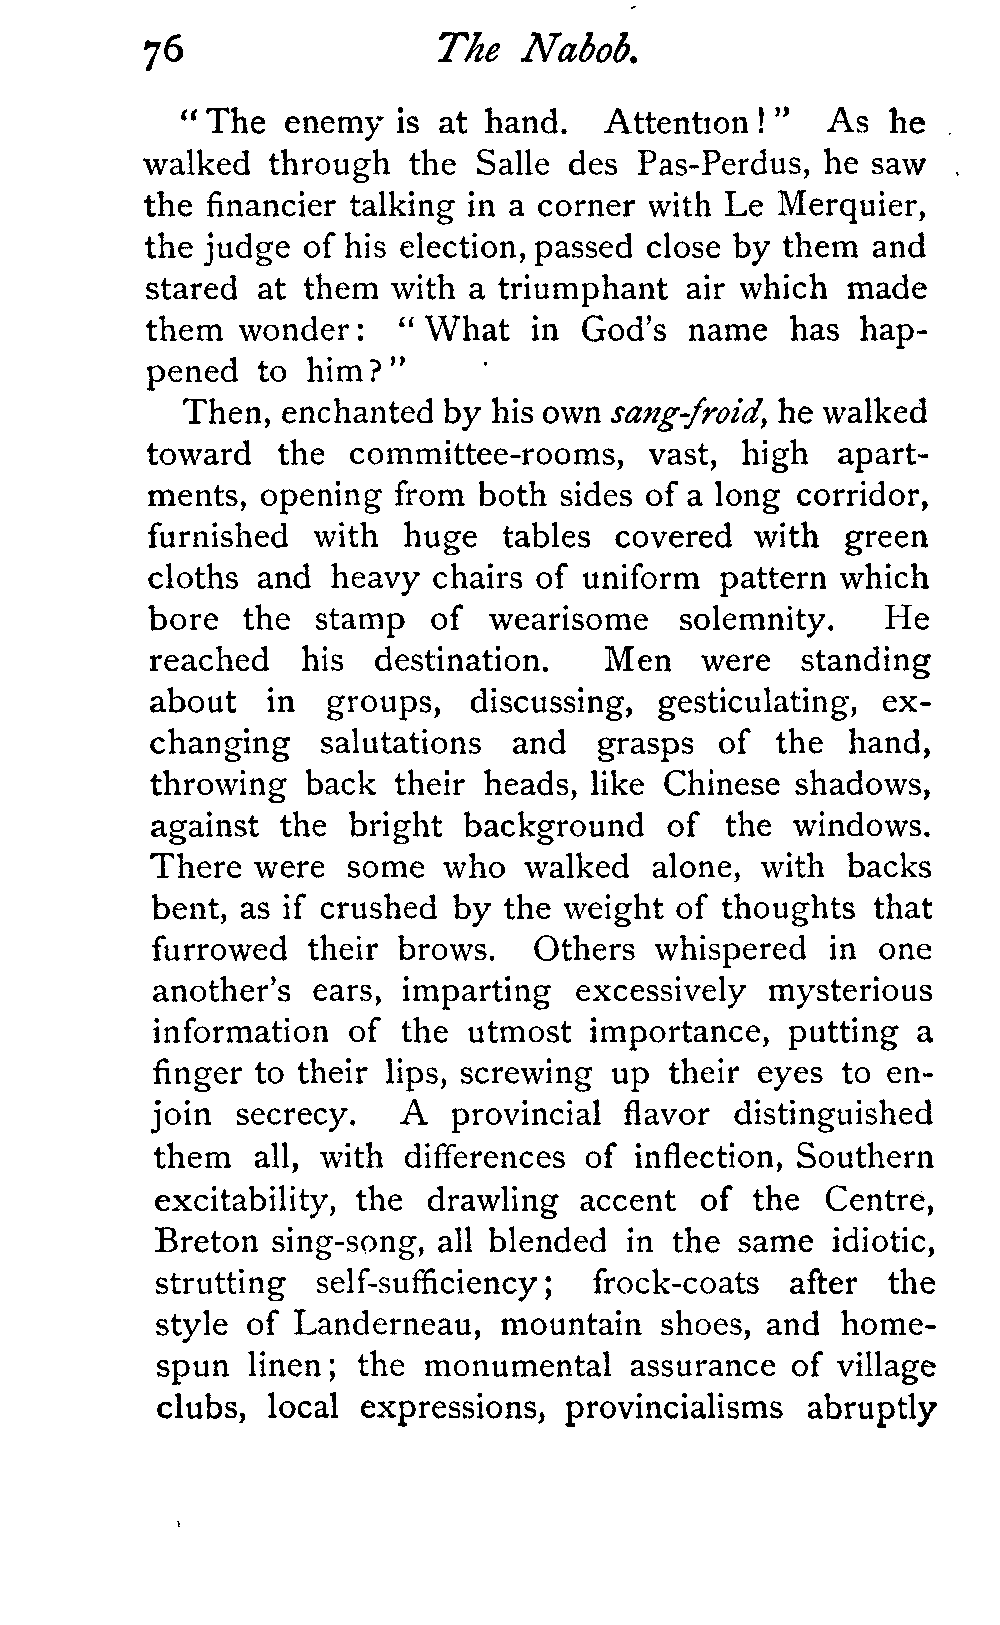 76 The Nabob.
"The enemy is at hand. Attention!" As he
walked through the Salle des Pas-Perdus, he saw
the financier talking in a corner with Le Merquier,
the judge of his election, passed close by them and
stared at them with a triumphant air which made
them wonder: "What in God's name has hap-
pened to him?"
Then, enchanted by his own sang-froid, he walked
toward the committee-rooms, vast, high apart-
ments, opening from both sides of a long corridor,
furnished with huge tables covered with green
cloths and heavy chairs of uniform pattern which
bore the stamp of wearisome solemnity. He
reached his destination. Men were standing
about in groups, discussing, gesticulating, ex-
changing salutations and grasps of the hand,
throwing back their heads, like Chinese shadows,
against the bright background of the windows.
There were some who walked alone, with backs
bent, as if crushed by the weight of thoughts that
furrowed their brows. Others whispered in one
another's ears, imparting excessively mysterious
information of the utmost importance, putting a
finger to their lips, screwing up their eyes to en-
join secrecy. A provincial flavor distinguished
them all, with differences of inflection, Southern
excitability, the drawling accent of the Centre,
Breton sing-song, all blended in the same idiotic,
strutting self-sufficiency; frock-coats after the
style of Landerneau, mountain shoes, and home-
spun linen; the monumental assurance of village
clubs, local expressions, provincialisms abruptly